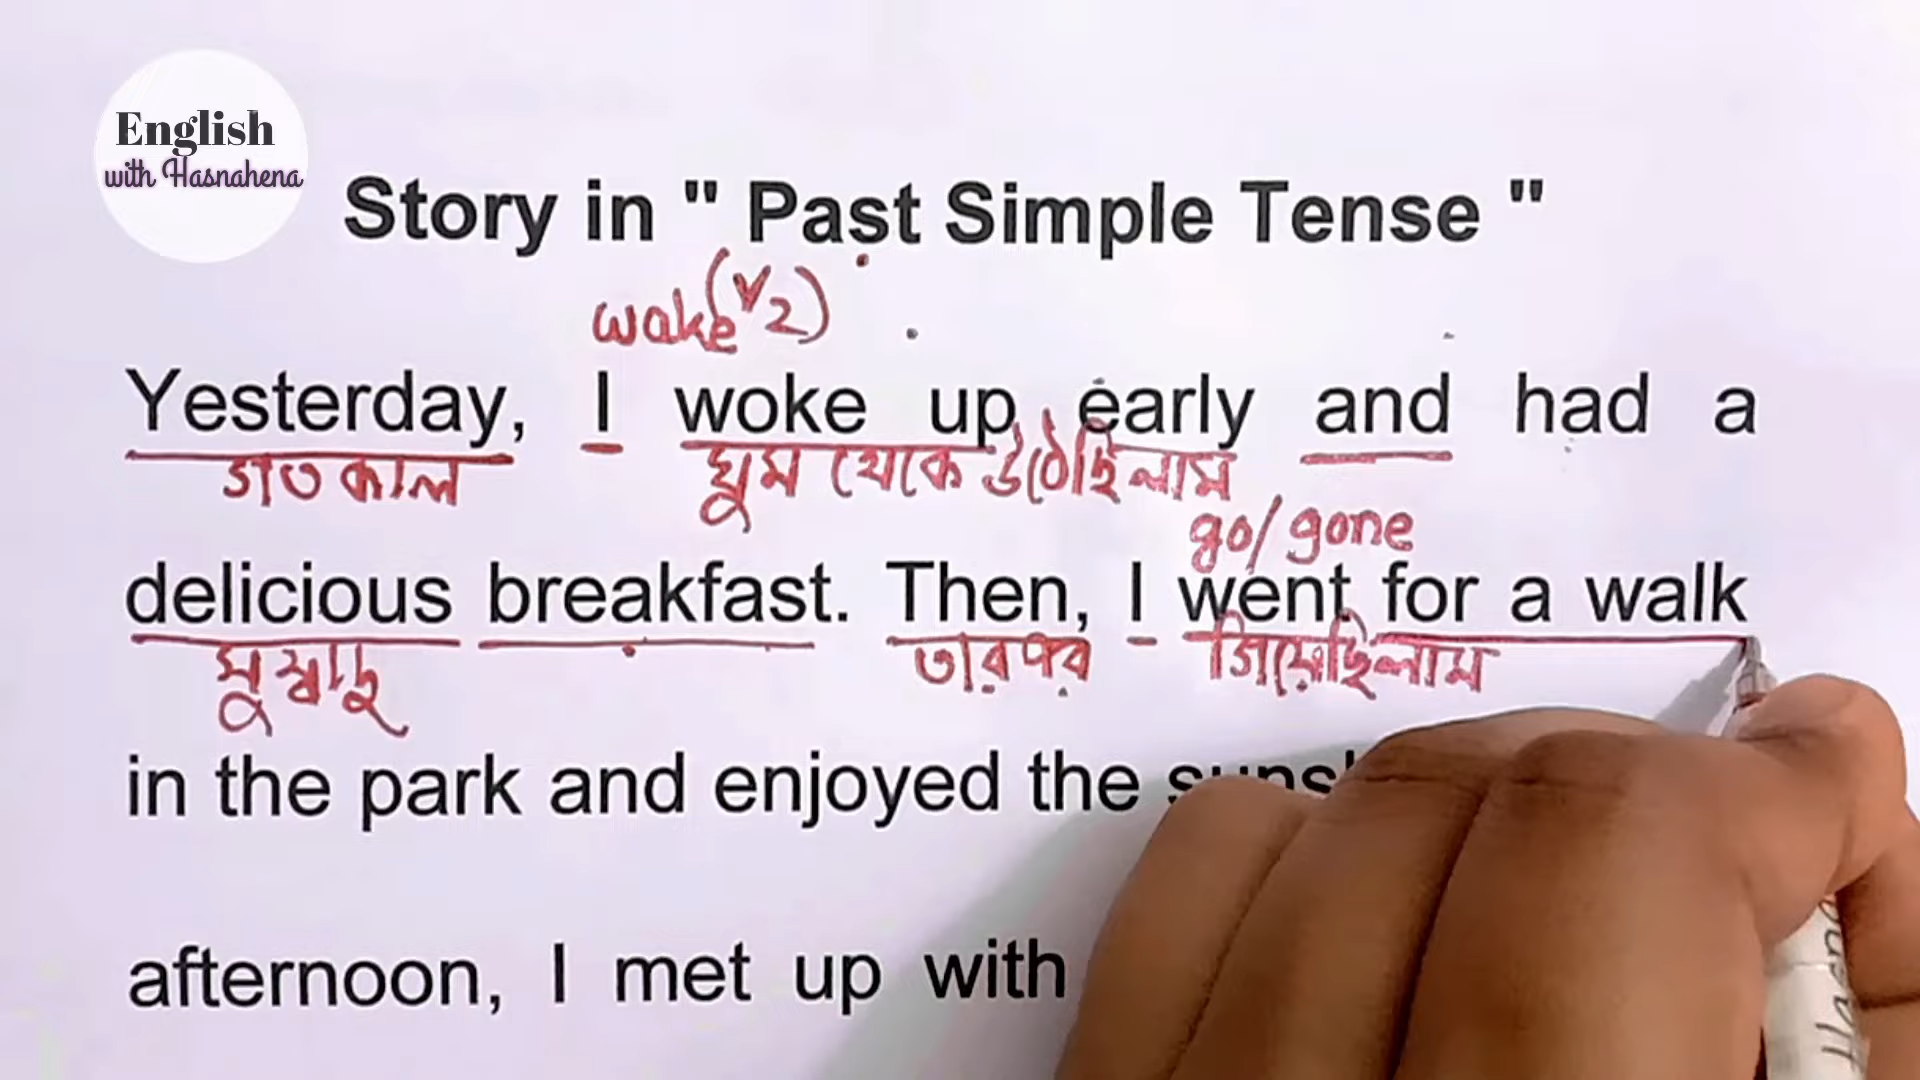 English
with Hasnahena
Story in " Past Simple Tense "
wake (V2)
Yesterday, I woke up early and had a
গতকাল ঘুম থেকে উঠেছিলাম
go/gone
delicious breakfast. Then, I went for a walk
সুস্বাদু তারপর গিয়েছিলাম
in the park and enjoyed the
afternoon, I met up with